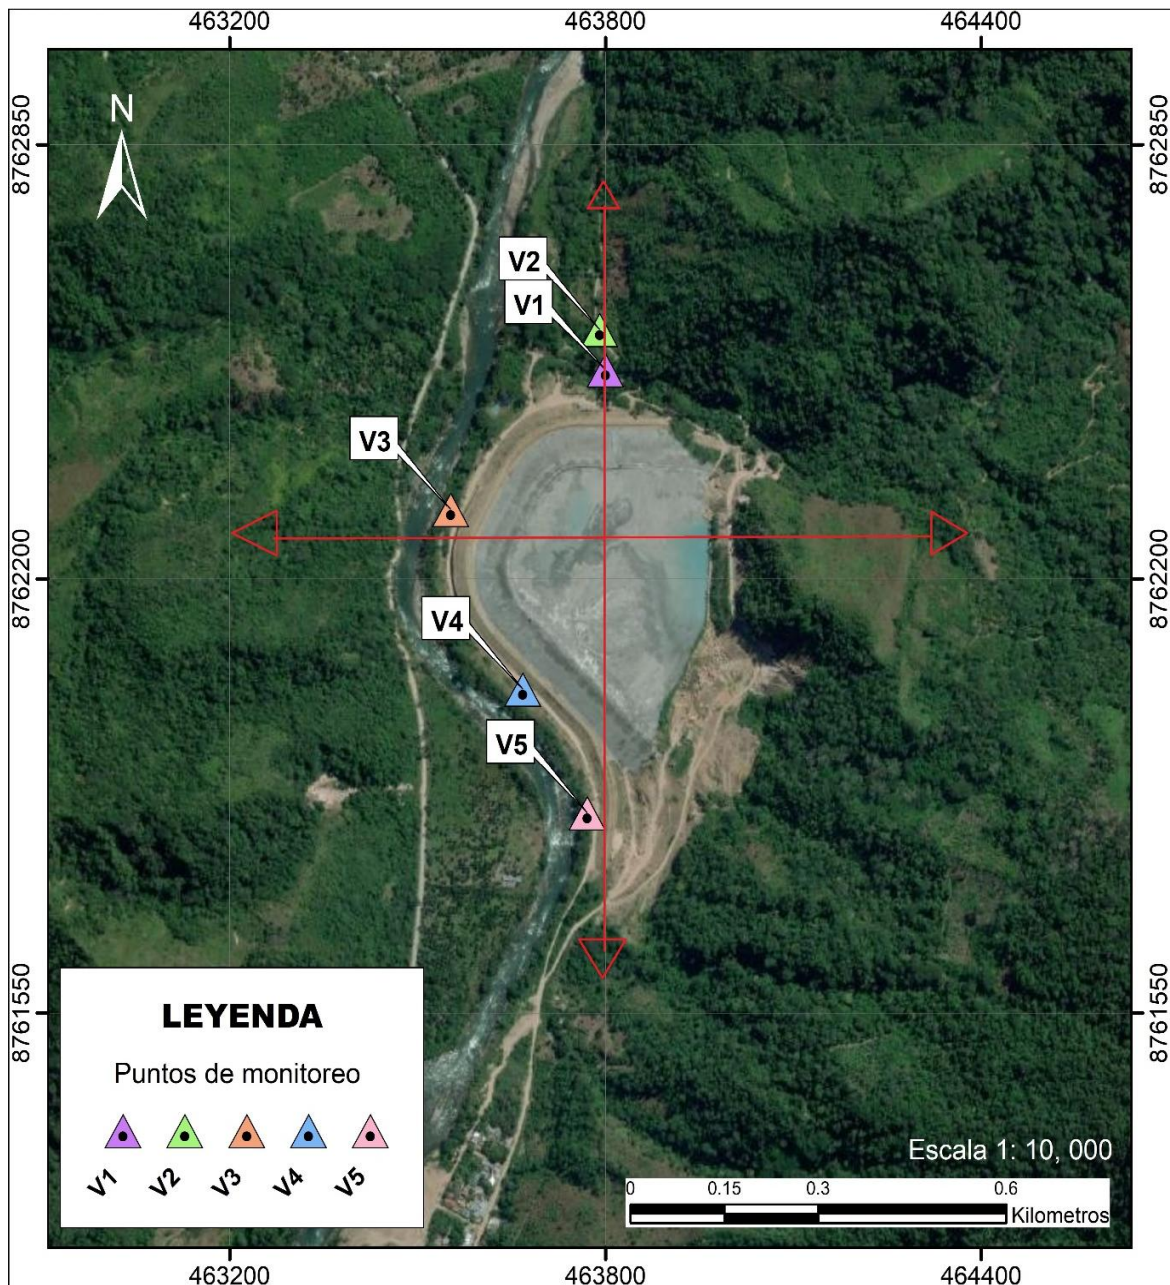 463200 463800 464400
N
8762850 8762850
V2
V1
V3
8762200 8762200
V4
V5
8761550 8761550
LEYENDA
Puntos de monitoreo
V1 V2 V3 V4 V5
Escala 1: 10, 000
0 0.15 0.3 0.6
Kilometros
463200 463800 464400